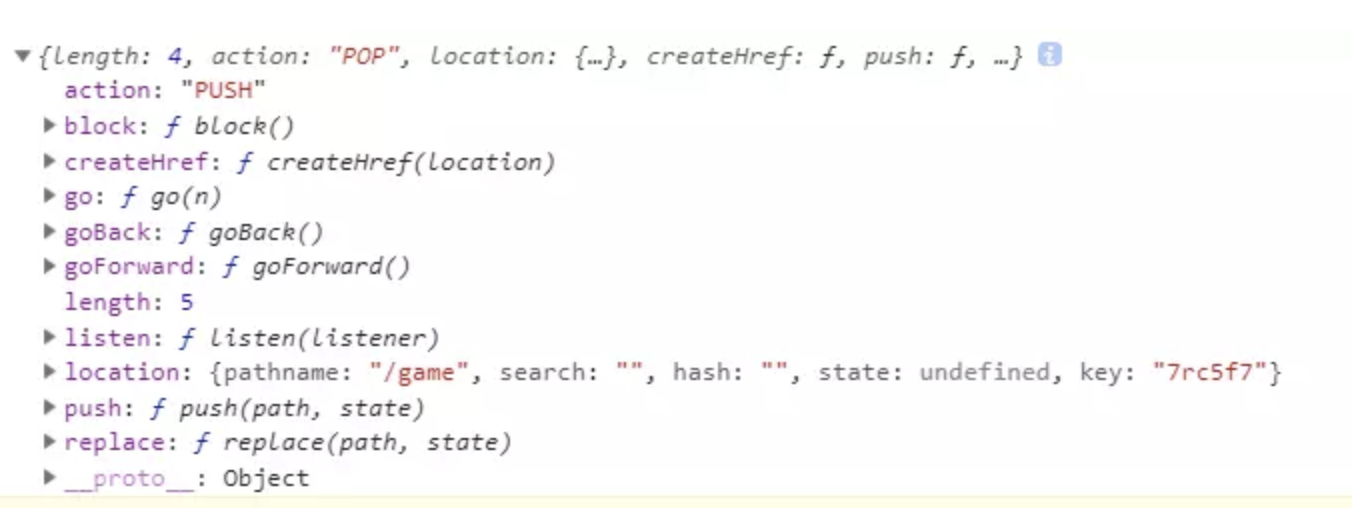 ▼ {length: 4, action: "POP", location: {…}, createHref: ƒ, push: ƒ, …} i
action: "PUSH"
▶ block: ƒ block()
▶ createHref: ƒ createHref(location)
▶ go: ƒ go(n)
▶ goBack: ƒ goBack()
▶ goForward: ƒ goForward()
length: 5
▶ listen: ƒ listen(listener)
▶ location: {pathname: "/game", search: "", hash: "", state: undefined, key: "7rc5f7"}
▶ push: ƒ push(path, state)
▶ replace: ƒ replace(path, state)
▶ __proto__: Object